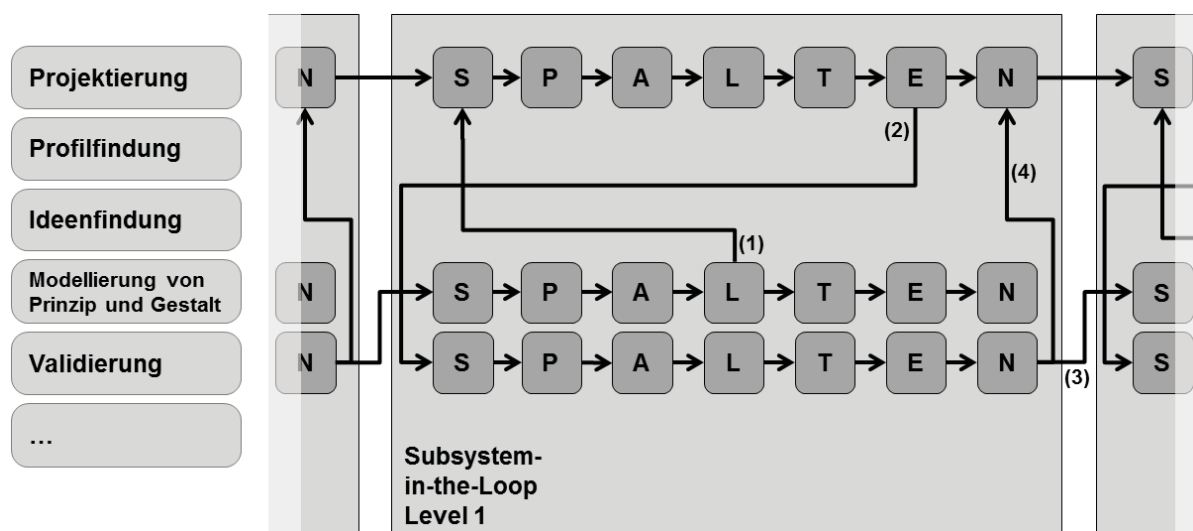 Projektierung
N S P A L T E N S
(2)
Profilfindung
(4)
Ideenfindung
(1)
Modellierung von
Prinzip und Gestalt
N S P A L T E N S
Validierung
N S P A L T E N S
(3)
...
Subsystem-
in-the-Loop
Level 1